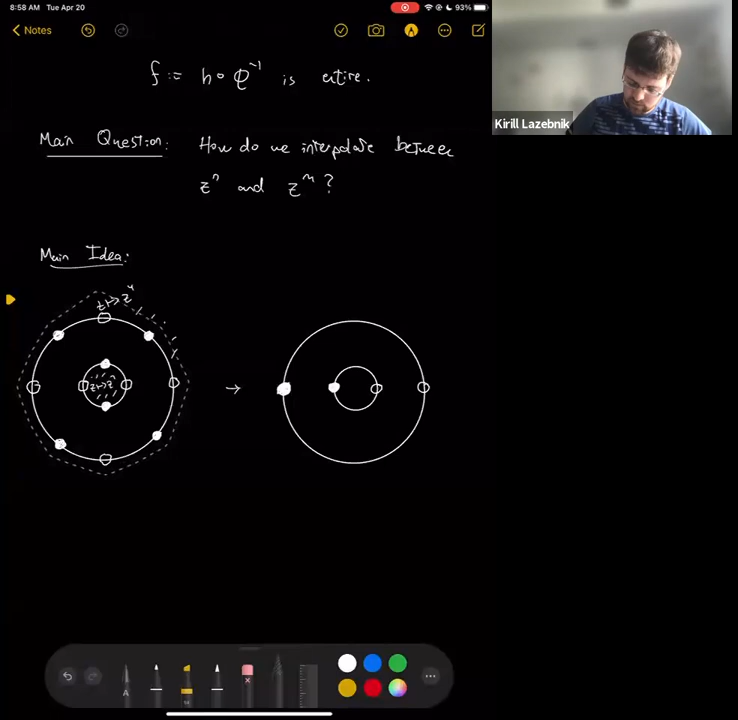 8:58 AM Tue Apr 20
93%
Notes
f := h ∘ φ⁻¹ is entire.
Kirill Lazebnik
Main Question: How do we interpolate between
zⁿ and zᵐ?
Main Idea:
z ↦ z⁴
z ↦ z²
→
A